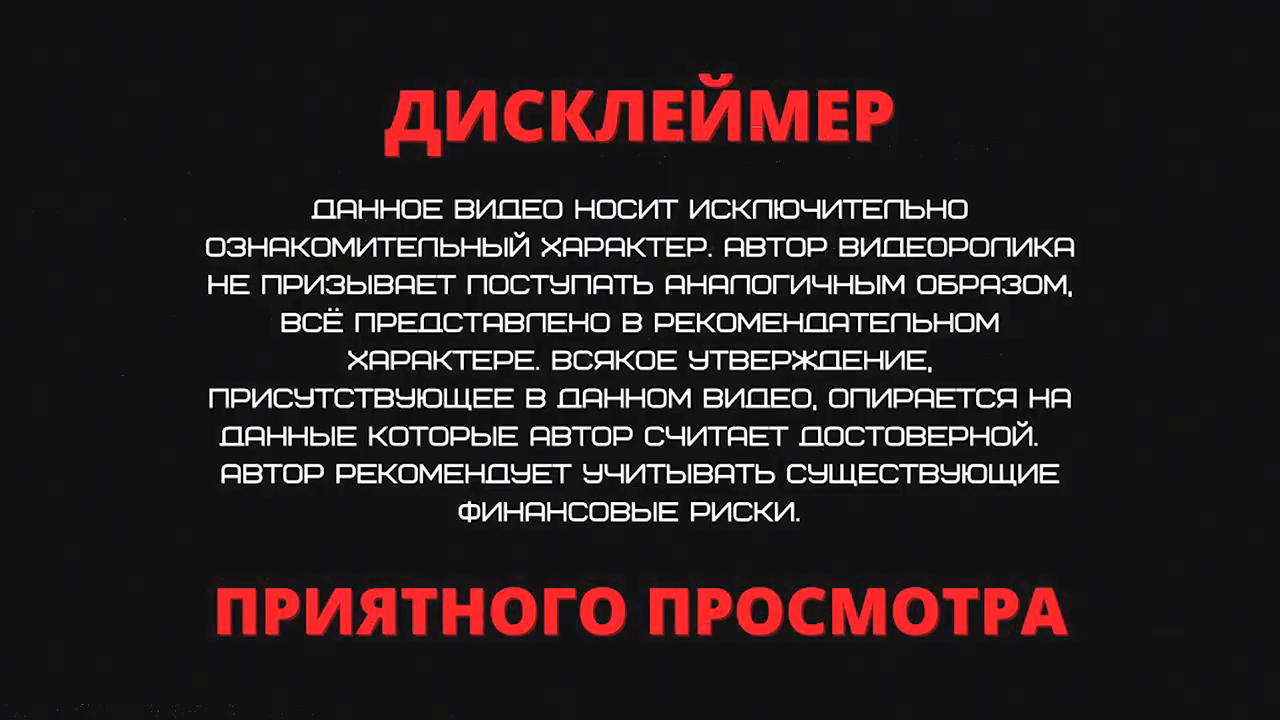 ДИСКЛЕЙМЕР
ДАННОЕ ВИДЕО НОСИТ ИСКЛЮЧИТЕЛЬНО
ОЗНАКОМИТЕЛЬНЫЙ ХАРАКТЕР. АВТОР ВИДЕОРОЛИКА
НЕ ПРИЗЫВАЕТ ПОСТУПАТЬ АНАЛОГИЧНЫМ ОБРАЗОМ,
ВСЁ ПРЕДСТАВЛЕНО В РЕКОМЕНДАТЕЛЬНОМ
ХАРАКТЕРЕ. ВСЯКОЕ УТВЕРЖДЕНИЕ,
ПРИСУТСТВУЮЩЕЕ В ДАННОМ ВИДЕО, ОПИРАЕТСЯ НА
ДАННЫЕ КОТОРЫЕ АВТОР СЧИТАЕТ ДОСТОВЕРНОЙ.
АВТОР РЕКОМЕНДУЕТ УЧИТЫВАТЬ СУЩЕСТВУЮЩИЕ
ФИНАНСОВЫЕ РИСКИ.
ПРИЯТНОГО ПРОСМОТРА